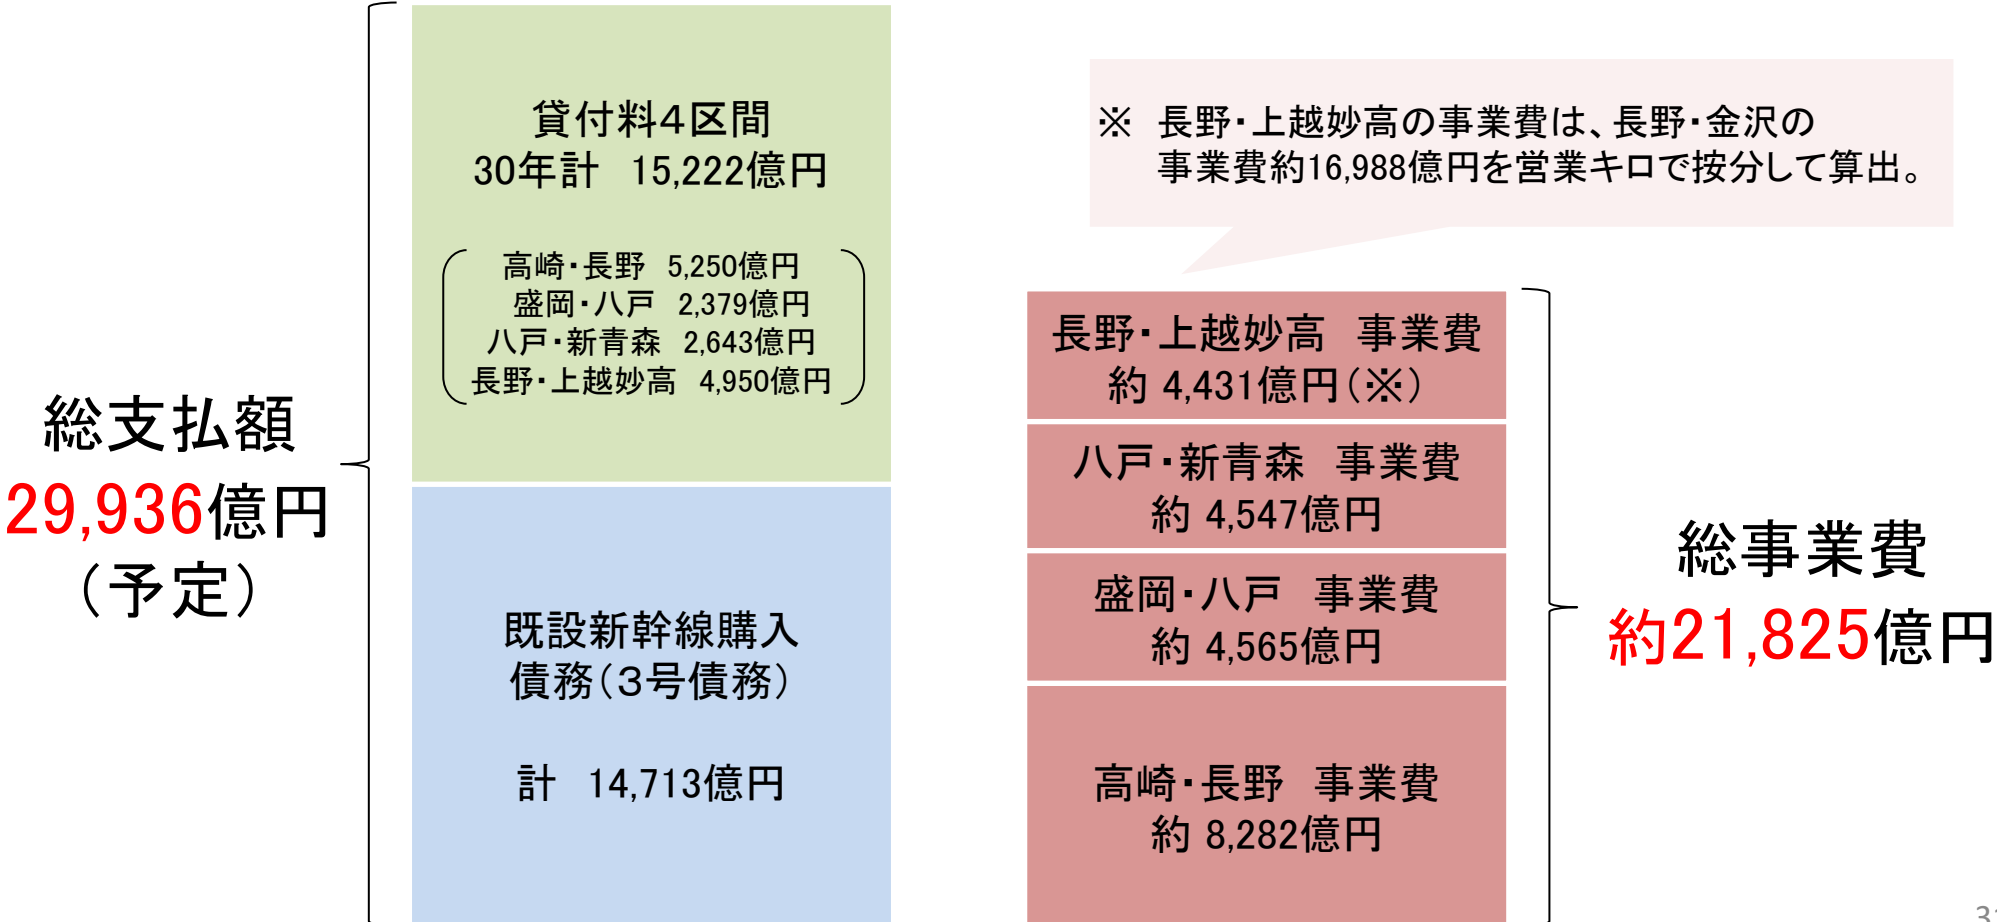 総支払額
29,936億円
（予定）
貸付料４区間
30年計　15,222億円
高崎・長野　5,250億円
盛岡・八戸　2,379億円
八戸・新青森　2,643億円
長野・上越妙高　4,950億円
既設新幹線購入
債務（３号債務）
計　14,713億円
※　長野・上越妙高の事業費は、長野・金沢の
事業費約16,988億円を営業キロで按分して算出。
長野・上越妙高　事業費
約 4,431億円（※）
八戸・新青森　事業費
約 4,547億円
盛岡・八戸　事業費
約 4,565億円
高崎・長野　事業費
約 8,282億円
総事業費
約21,825億円